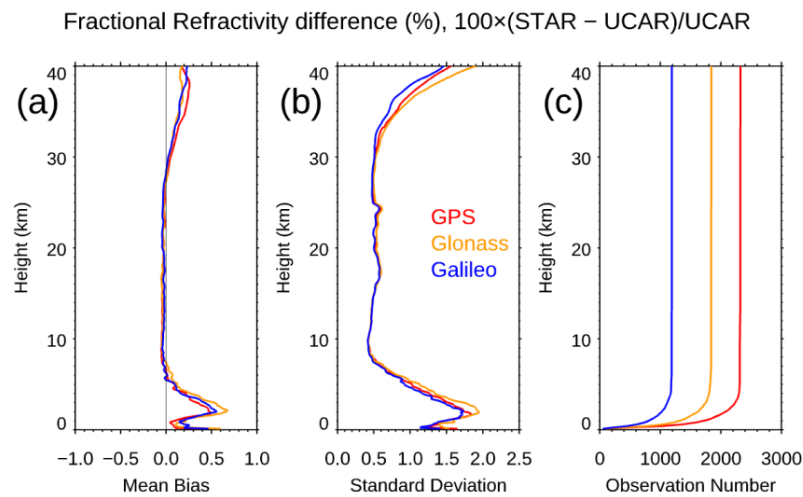 Fractional Refractivity difference (%), 100×(STAR − UCAR)/UCAR
(a)
40
30
20
10
0
Height (km)
−1.0 −0.5 0.0 0.5 1.0
Mean Bias
(b)
40
30
20
10
0
Height (km)
GPS
Glonass
Galileo
0.0 0.5 1.0 1.5 2.0 2.5
Standard Deviation
(c)
40
30
20
10
0
Height (km)
0 1000 2000 3000
Observation Number